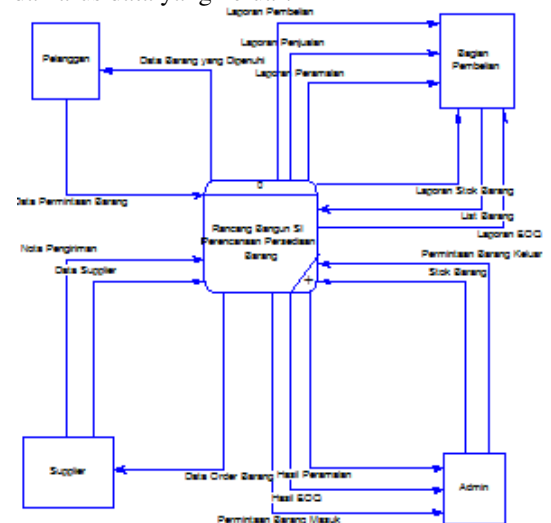 yang
Laporan Pembelian
Pelanggan
Laporan Penjualan
Bagian
Pembelian
Data Barang yang Dipenuhi
Laporan Peramalan
0
Laporan Stok Barang
Data Permintaan Barang
List Barang
Rancang Bangun SI
Perencanaan Persediaan
Barang
Laporan EOQ
Nota Pengiriman
Permintaan Barang Keluar
Data Supplier
Stok Barang
+
Supplier
Data Order Barang
Hasil Peramalan
Admin
Hasil EOQ
Permintaan Barang Masuk